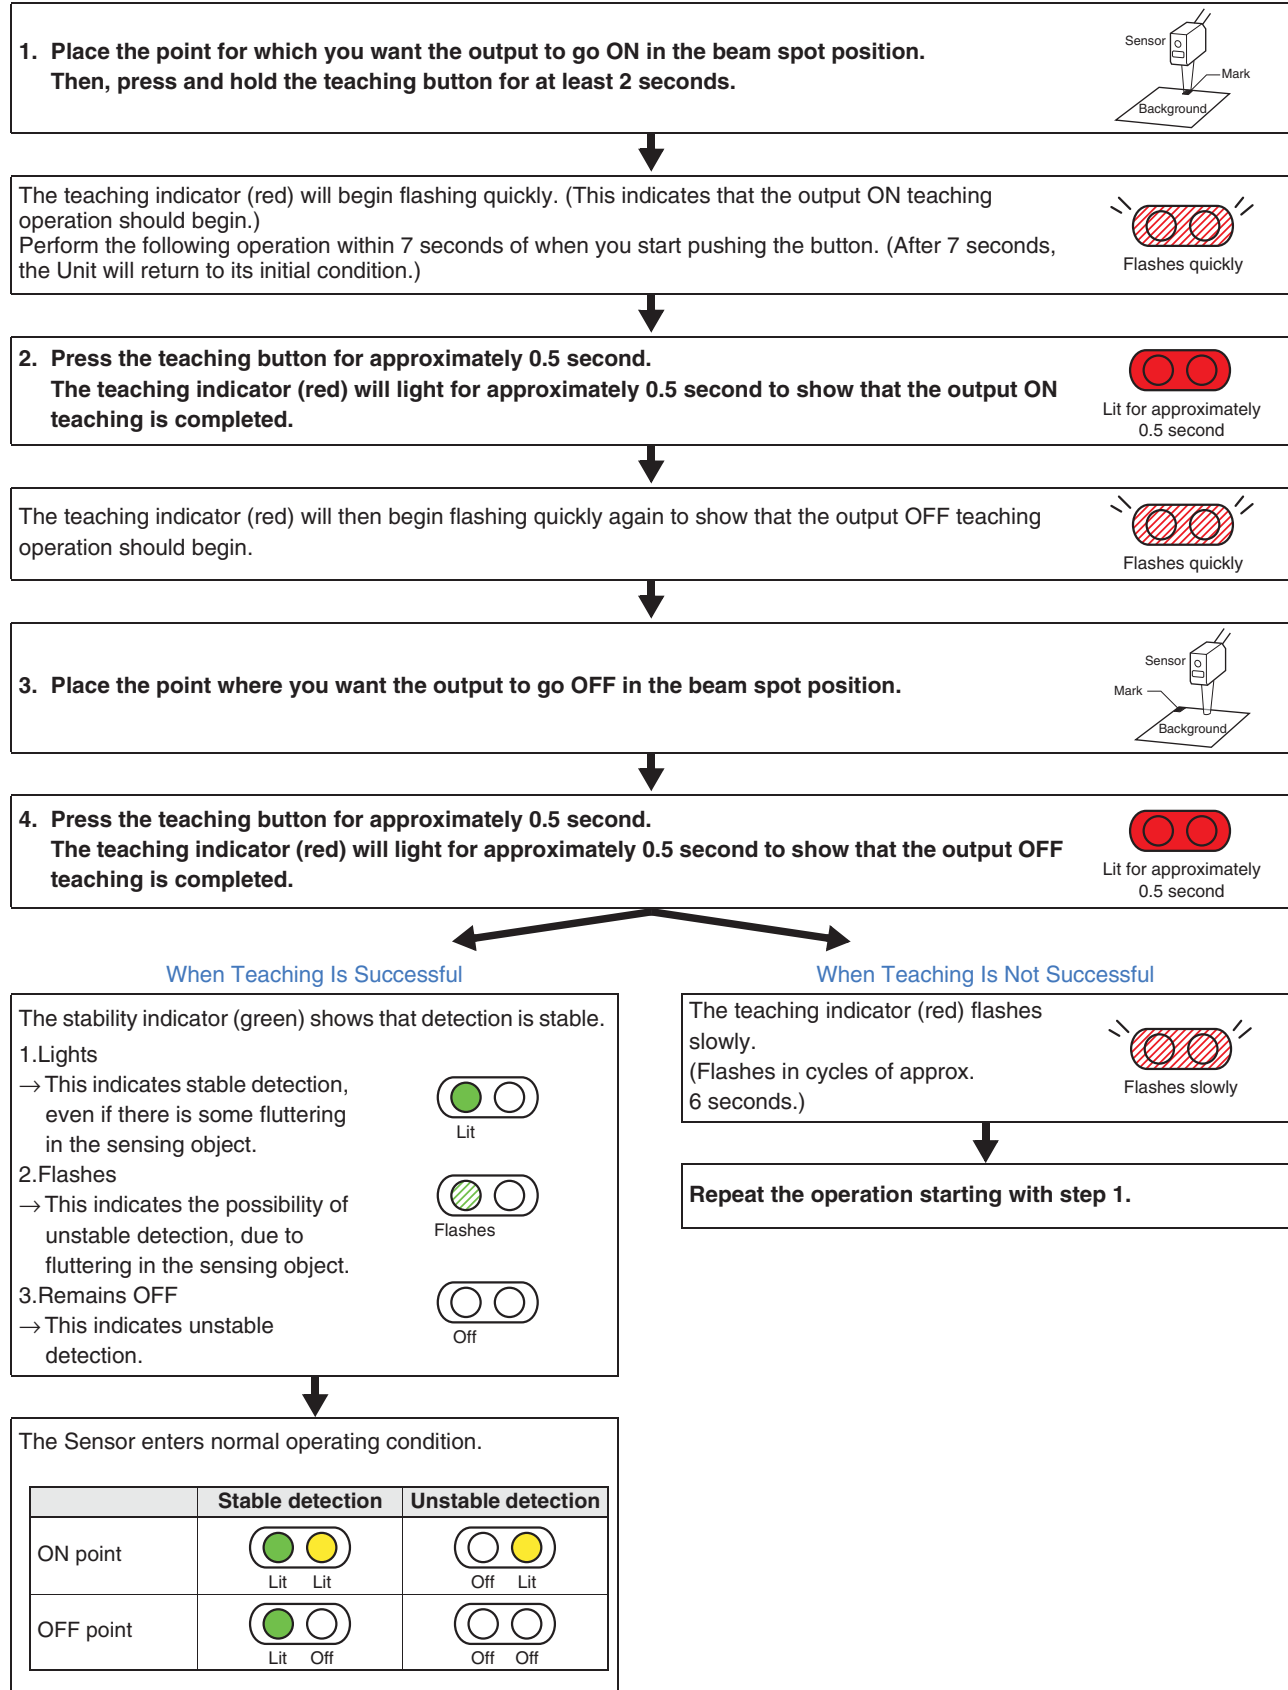 1. Place the point for which you want the output to go ON in the beam spot position.
Then, press and hold the teaching button for at least 2 seconds.
Sensor
Mark
Background
The teaching indicator (red) will begin flashing quickly. (This indicates that the output ON teaching
operation should begin.)
Perform the following operation within 7 seconds of when you start pushing the button. (After 7 seconds,
the Unit will return to its initial condition.)
Flashes quickly
2. Press the teaching button for approximately 0.5 second.
The teaching indicator (red) will light for approximately 0.5 second to show that the output ON
teaching is completed.
Lit for approximately
0.5 second
The teaching indicator (red) will then begin flashing quickly again to show that the output OFF teaching
operation should begin.
Flashes quickly
3. Place the point where you want the output to go OFF in the beam spot position.
Sensor
Mark
Background
4. Press the teaching button for approximately 0.5 second.
The teaching indicator (red) will light for approximately 0.5 second to show that the output OFF
teaching is completed.
Lit for approximately
0.5 second
When Teaching Is Successful
The stability indicator (green) shows that detection is stable.
1.Lights
→ This indicates stable detection,
even if there is some fluttering
in the sensing object.
Lit
2.Flashes
→ This indicates the possibility of
unstable detection, due to
fluttering in the sensing object.
Flashes
3.Remains OFF
→ This indicates unstable
detection.
Off
When Teaching Is Not Successful
The teaching indicator (red) flashes
slowly.
(Flashes in cycles of approx.
6 seconds.)
Flashes slowly
Repeat the operation starting with step 1.
The Sensor enters normal operating condition.
Stable detection Unstable detection
ON point
Lit Lit Off Lit
OFF point
Lit Off Off Off